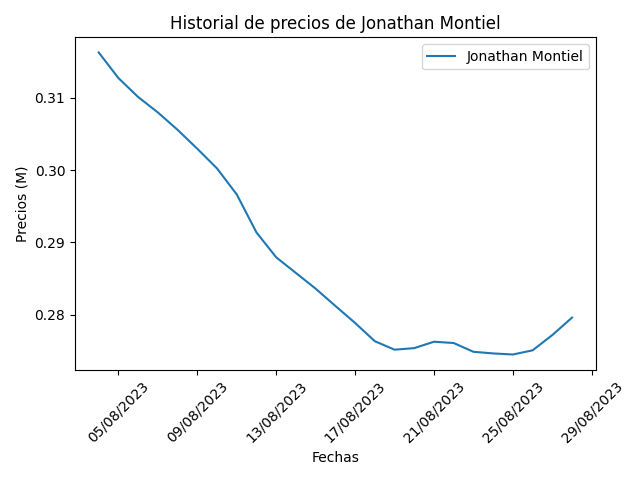 Historial de precios de Jonathan Montiel
Jonathan Montiel
Precios (M)
0.31
0.30
0.29
0.28
05/08/2023
09/08/2023
13/08/2023
17/08/2023
21/08/2023
25/08/2023
29/08/2023
Fechas